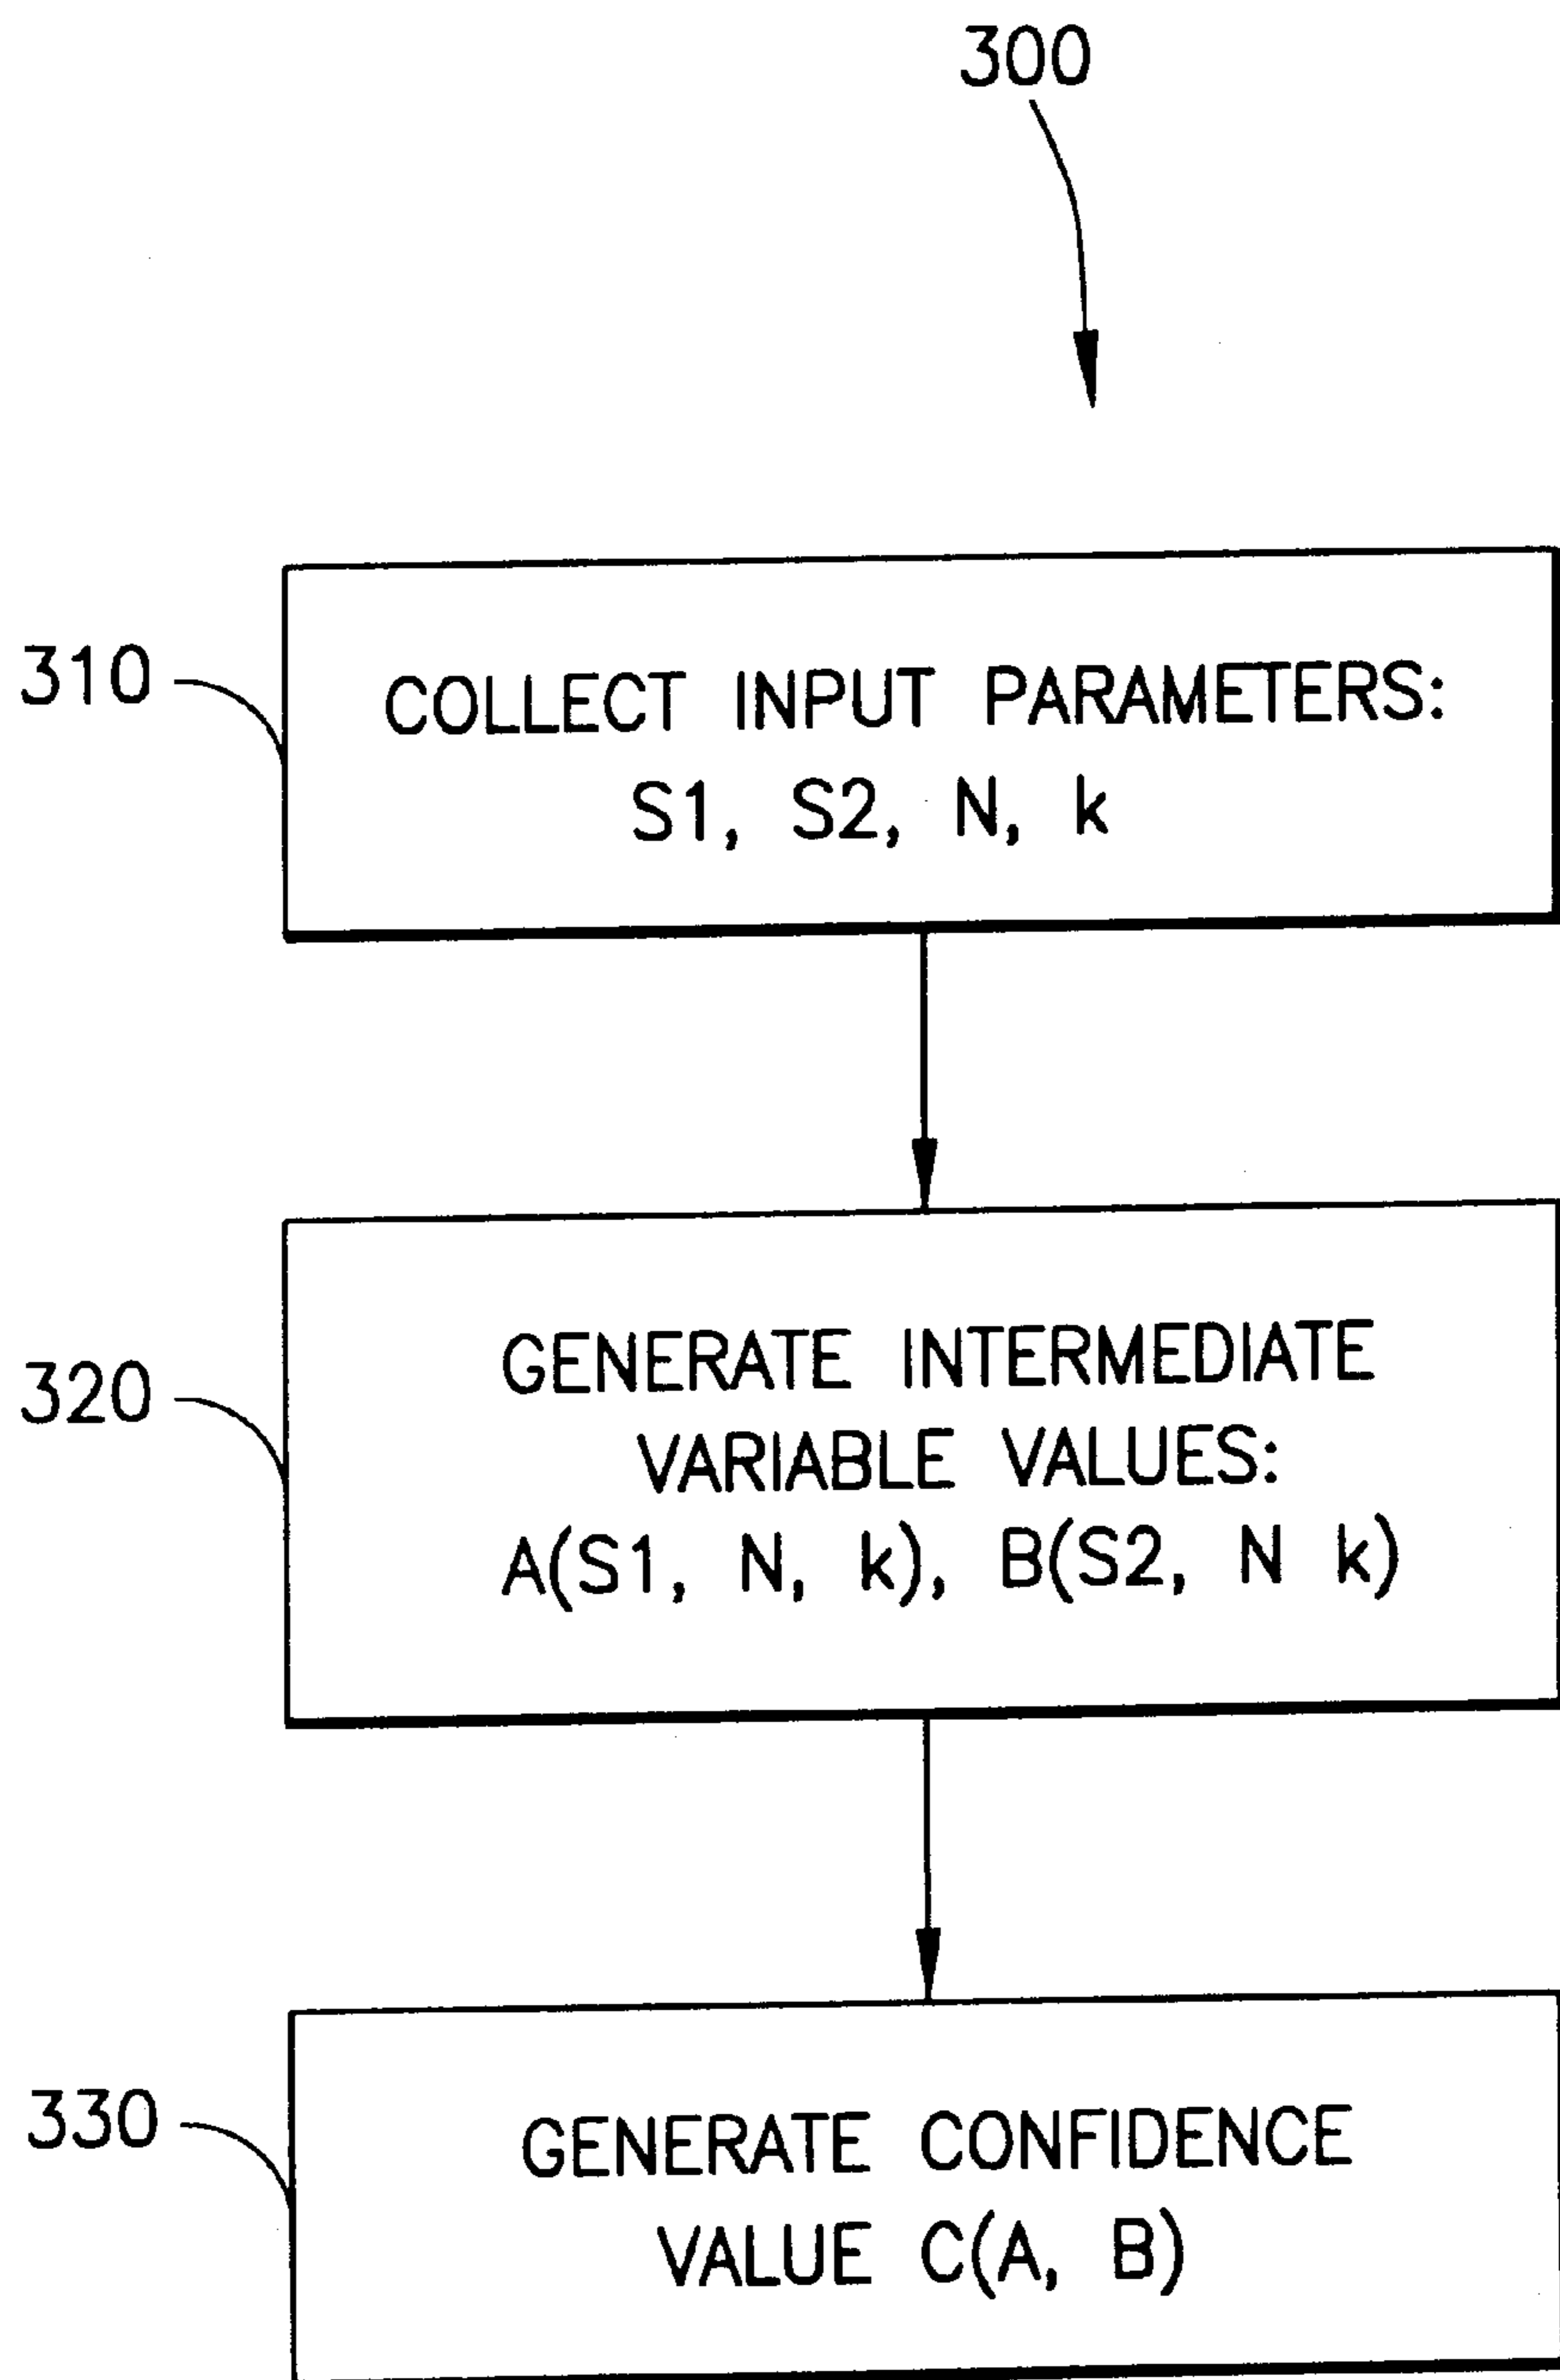 300
310
COLLECT INPUT PARAMETERS:
S1, S2, N, k
320
GENERATE INTERMEDIATE
VARIABLE VALUES:
A(S1, N, k), B(S2, N k)
330
GENERATE CONFIDENCE
VALUE C(A, B)